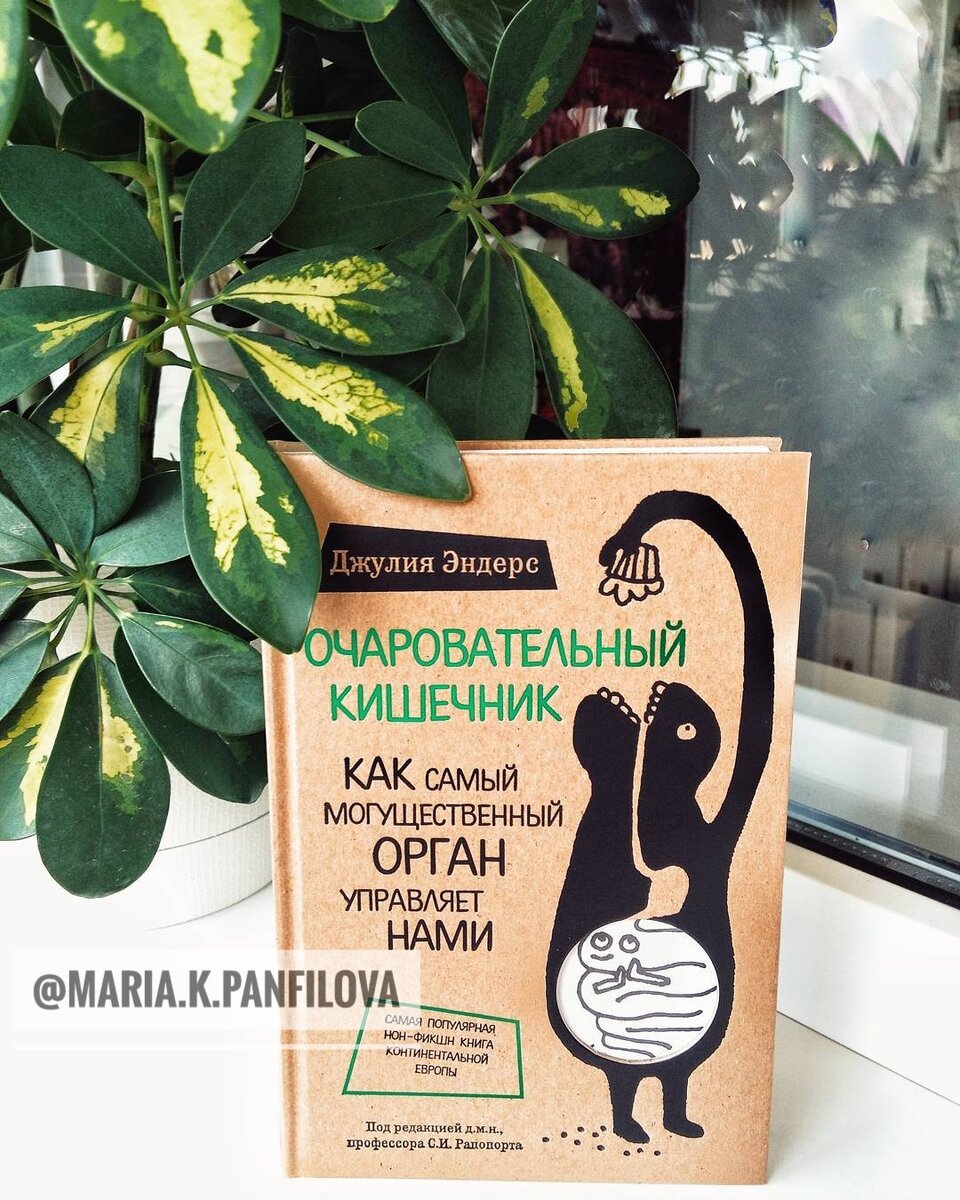 Джулия Эндерс
ОЧАРОВАТЕЛЬНЫЙ
КИШЕЧНИК
КАК САМЫЙ
МОГУЩЕСТВЕННЫЙ
ОРГАН
УПРАВЛЯЕТ
НАМИ
@MARIA.K.PANFILOVA
САМАЯ ПОПУЛЯРНАЯ
НОН-ФИКШН КНИГА
КОНТИНЕНТАЛЬНОЙ
ЕВРОПЫ
Под редакцией д.м.н.,
профессора С.И. Рапопорта